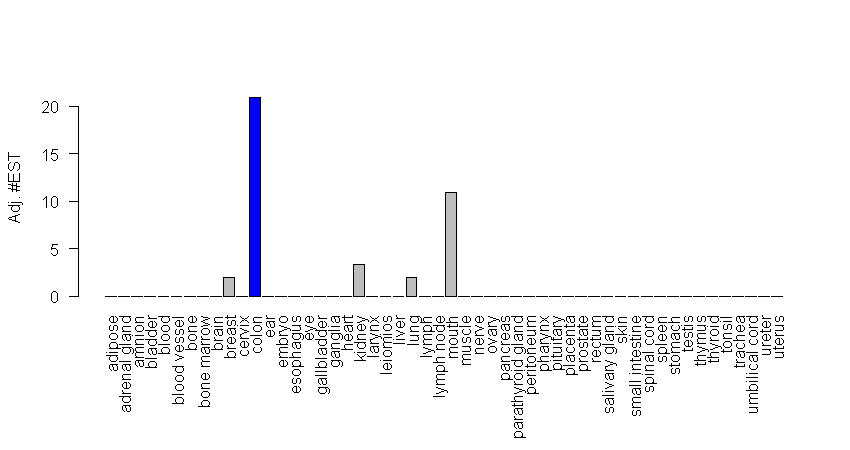 Adj. #EST
20
15
10
5
0
adipose
adrenal gland
amnion
bladder
blood
blood vessel
bone
bone marrow
brain
breast
cervix
colon
ear
embryo
esophagus
eye
gallbladder
ganglia
heart
kidney
larynx
leiomios
liver
lung
lymph
lymph node
mouth
muscle
nerve
ovary
pancreas
parathyroid gland
peritoneum
pharynx
pituitary
placenta
prostate
rectum
salivary gland
skin
small intestine
spinal cord
spleen
stomach
testis
thymus
thyroid
tonsil
trachea
umbilical cord
ureter
uterus